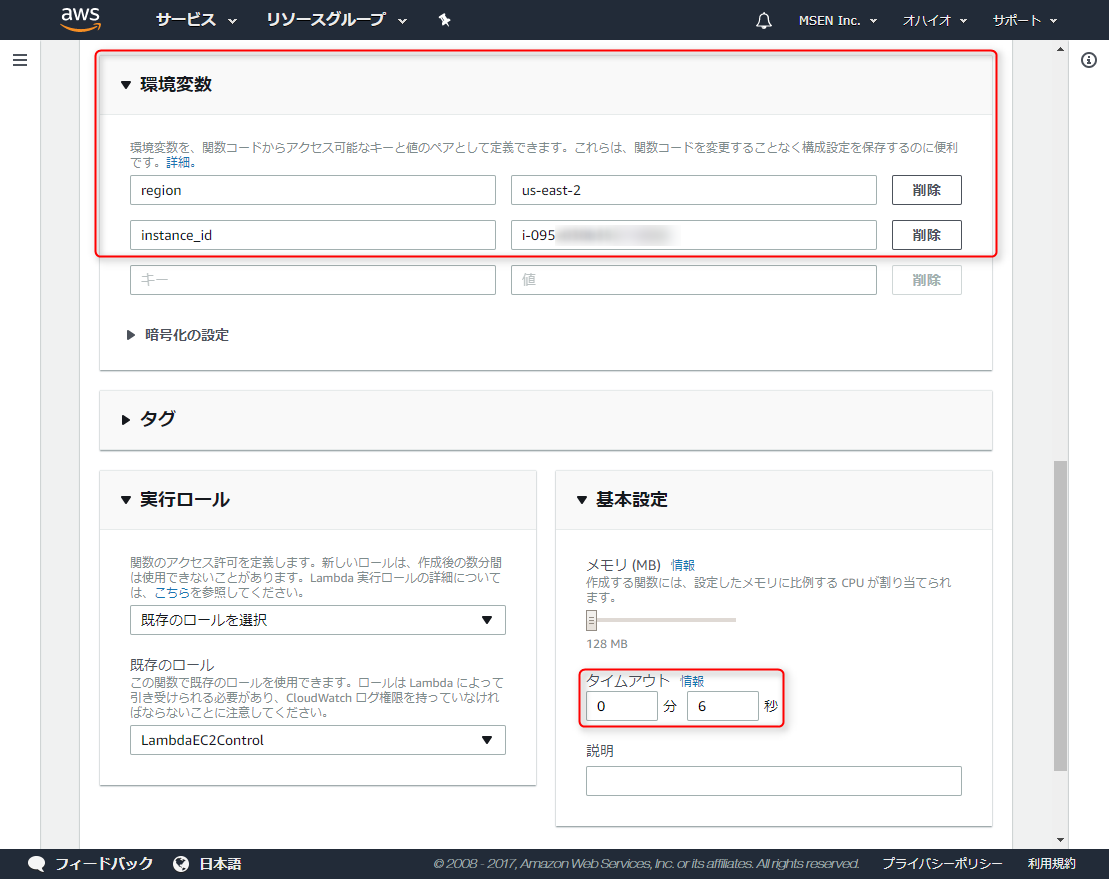 aws サービス リソースグループ MSEN Inc. オハイオ サポート
環境変数
環境変数を、関数コードからアクセス可能なキーと値のペアとして定義できます。これらは、関数コードを変更することなく構成設定を保存するのに便利
です。詳細。
region us-east-2 削除
instance_id i-095 削除
キー 値 削除
暗号化の設定
タグ
実行ロール
関数のアクセス許可を定義します。新しいロールは、作成後の数分間
は使用できないことがあります。Lambda 実行ロールの詳細について
は、こちらを参照してください。
既存のロールを選択
既存のロール
この関数で既存のロールを使用できます。ロールは Lambda によって
引き受けられる必要があり、CloudWatch ログ権限を持っていなけれ
ばならないことに注意してください。
LambdaEC2Control
基本設定
メモリ (MB) 情報
作成する関数には、設定したメモリに比例する CPU が割り当てられ
ます。
128 MB
タイムアウト 情報
0 分 6 秒
説明
フィードバック 日本語 © 2008 - 2017, Amazon Web Services, Inc. or its affiliates. All rights reserved. プライバシーポリシー 利用規約